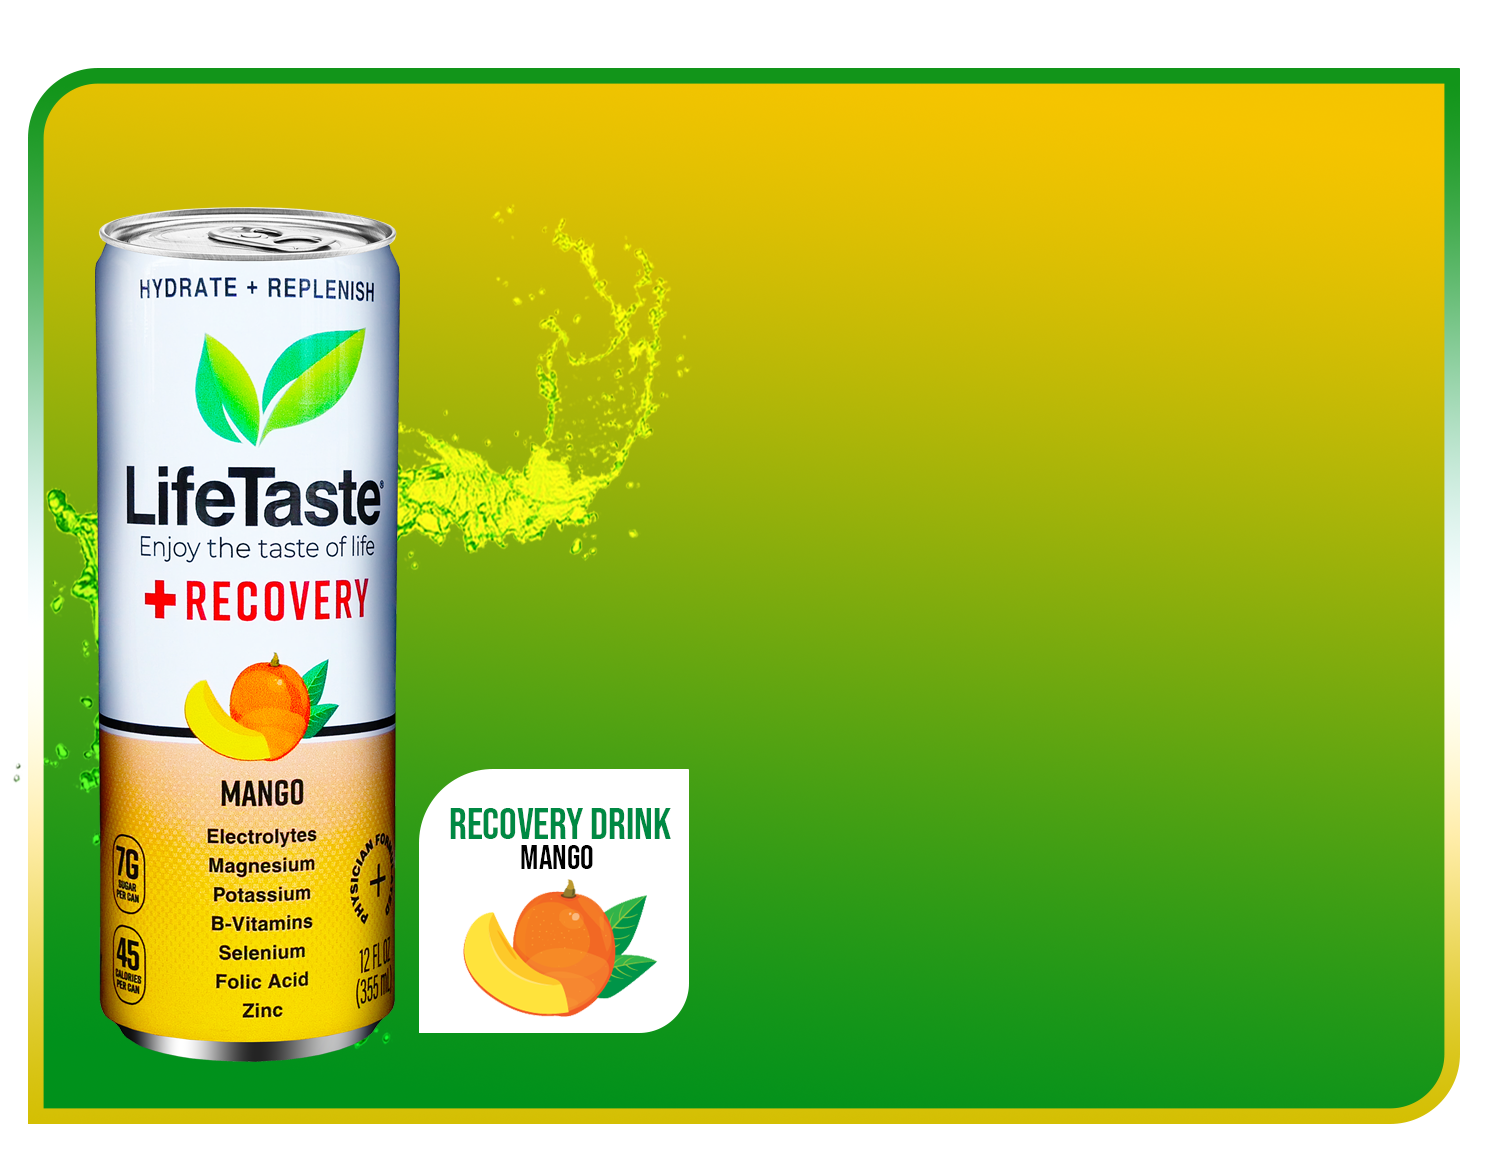 HYDRATE + REPLENISH
LifeTaste®
Enjoy the taste of life
+RECOVERY
MANGO
Electrolytes
Magnesium
Potassium
B-Vitamins
Selenium
Folic Acid
Zinc
7G
SUGAR
PER CAN
45
CALORIES
PER CAN
PHYSICIAN
+
12 FL OZ
(355 mL)
RECOVERY DRINK
MANGO